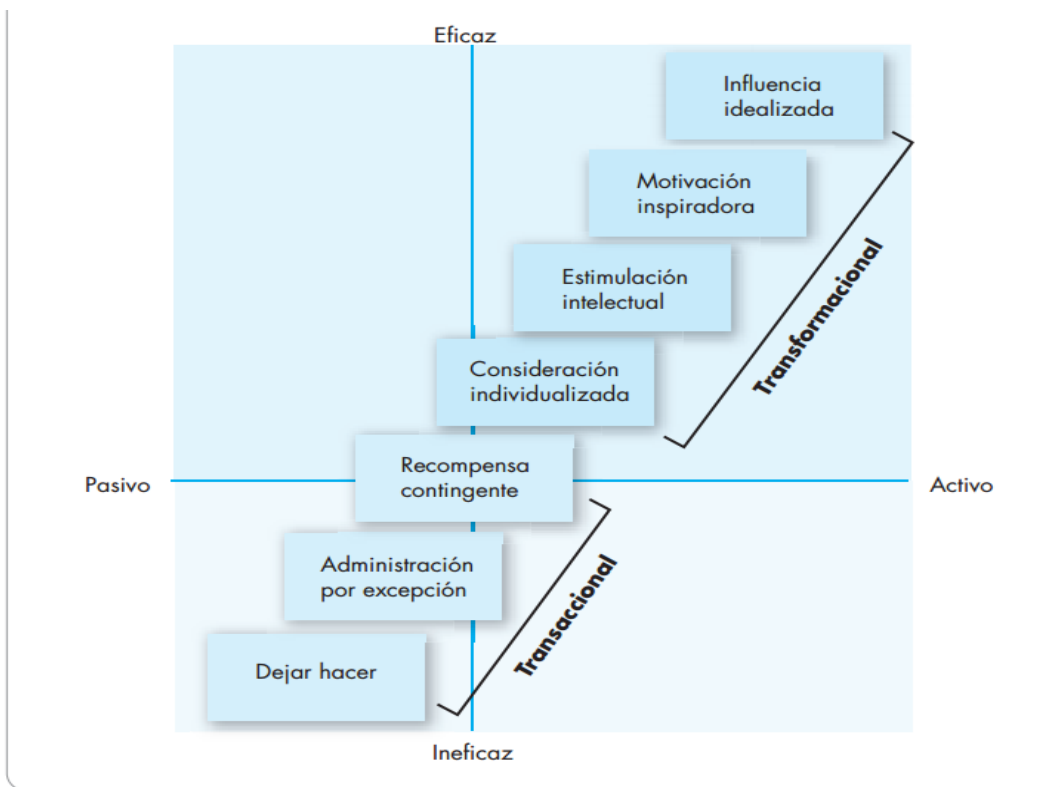 Eficaz
Influencia
idealizada
Motivación
inspiradora
Estimulación
intelectual
Transformacional
Consideración
individualizada
Recompensa
contingente
Pasivo
Activo
Administración
por excepción
Transaccional
Dejar hacer
Ineficaz